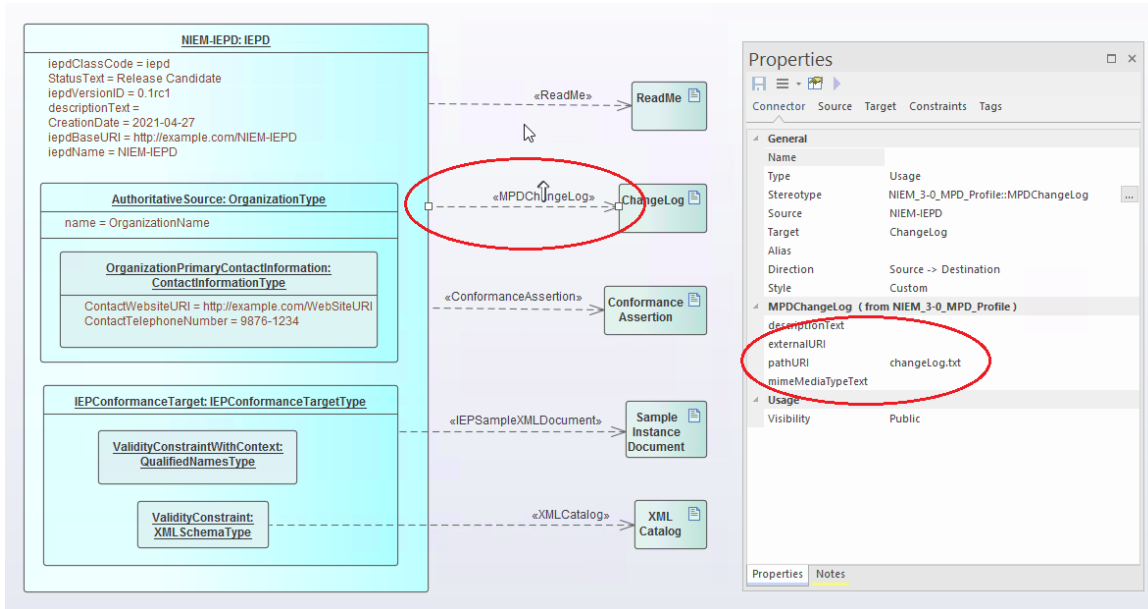 NIEM-IEPD: IEPD
iepdClassCode = iepd
StatusText = Release Candidate
iepdVersionID = 0.1rc1
descriptionText =
CreationDate = 2021-04-27
iepdBaseURI = http://example.com/NIEM-IEPD
iepdName = NIEM-IEPD
AuthoritativeSource: OrganizationType
name = OrganizationName
OrganizationPrimaryContactInformation:
ContactInformationType
ContactWebsiteURI = http://example.com/WebSiteURI
ContactTelephoneNumber = 9876-1234
IEPConformanceTarget: IEPConformanceTargetType
ValidityConstraintWithContext:
QualifiedNamesType
ValidityConstraint:
XMLSchemaType
«ReadMe»
ReadMe
«MPDChangeLog»
ChangeLog
«ConformanceAssertion»
Conformance
Assertion
«IEPSampleXMLDocument»
Sample
Instance
Document
«XMLCatalog»
XML
Catalog
Properties
Connector Source Target Constraints Tags
General
Name
Type Usage
Stereotype NIEM_3-0_MPD_Profile::MPDChangeLog ...
Source NIEM-IEPD
Target ChangeLog
Alias
Direction Source -> Destination
Style Custom
MPDChangeLog ( from NIEM_3-0_MPD_Profile )
descriptionText
externalURI
pathURI changeLog.txt
mimeMediaTypeText
Usage
Visibility Public
Properties Notes